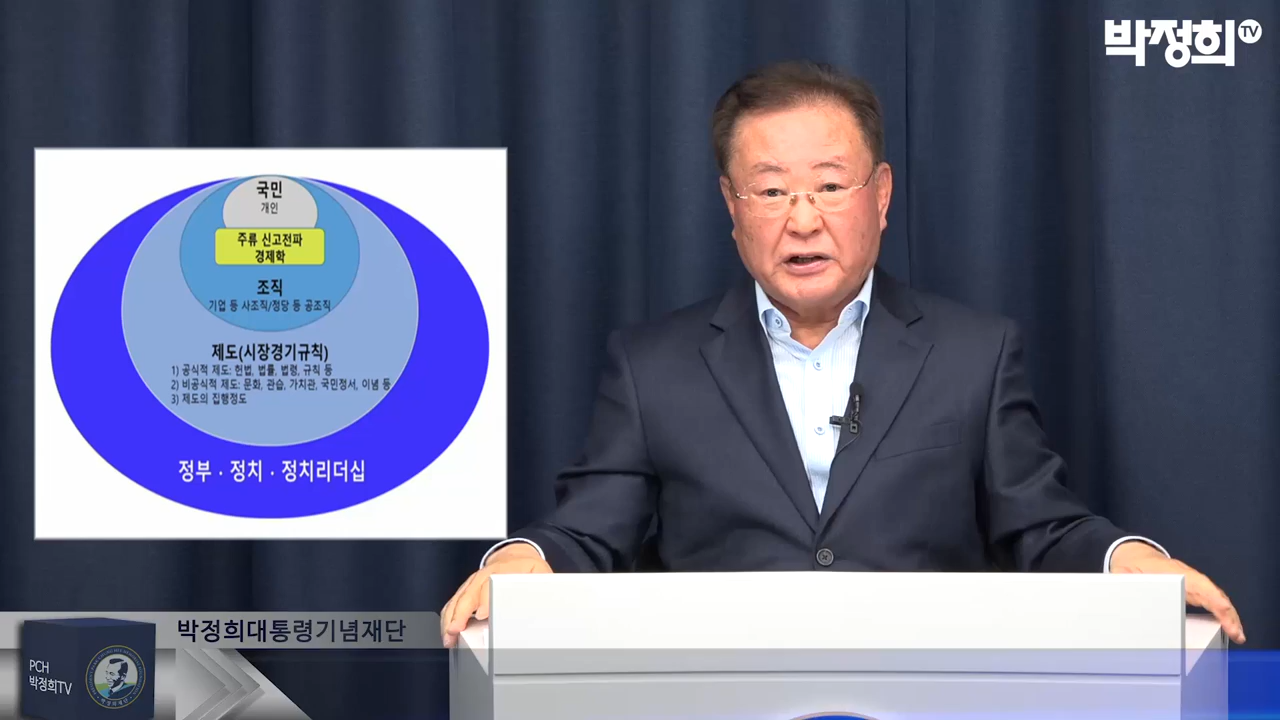 박정희TV
국민
개인
주류 신고전파
경제학
조직
기업 등 사조직/정당 등 공조직
제도(시장경기규칙)
1) 공식적 제도: 헌법, 법률, 법령, 규칙 등
2) 비공식적 제도: 문화, 관습, 가치관, 국민정서, 이념 등
3) 제도의 집행정도
정부 · 정치 · 정치리더십
박정희대통령기념재단
PCH
박정희TV